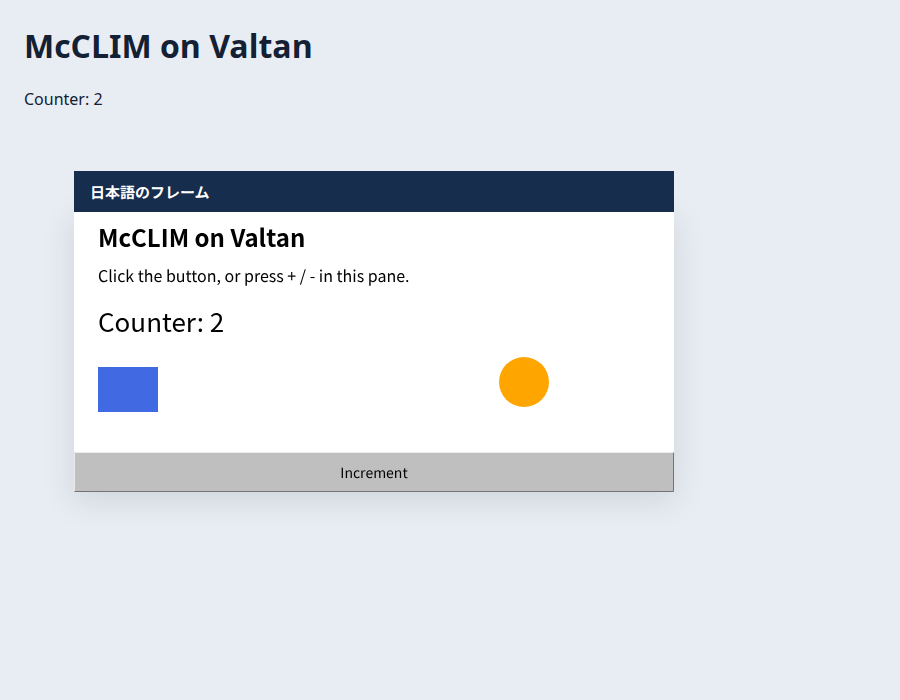 McCLIM on Valtan
Counter: 2
日本語のフレーム
McCLIM on Valtan
Click the button, or press + / - in this pane.
Counter: 2
Increment